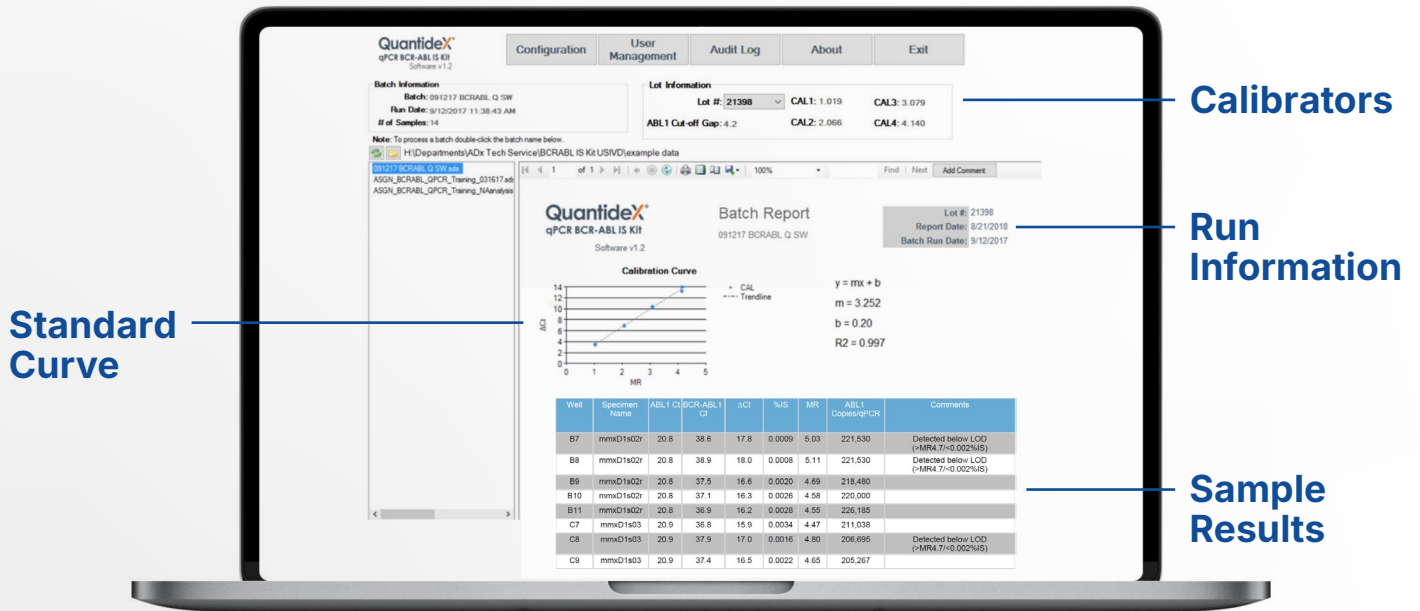 QuantideX®
qPCR BCR-ABL IS Kit
Software v1.2
Configuration
User
Management
Audit Log
About
Exit
Batch Information
Batch: 091217 BCRABL Q SW
Run Date: 9/12/2017 11:38:43 AM
# of Samples: 14
Lot Information
Lot #: 21398
CAL1: 1.019
CAL3: 3.079
ABL1 Cut-off Gap: 4.2
CAL2: 2.066
CAL4: 4.140
Calibrators
Note: To process a batch double-click the batch name below.
H:\Departments\ADx Tech Service\BCRABL IS Kit USIVD\example data
091217 BCRABL Q SW.ads
ASGN_BCRABL_QPCR_Training_031617.ads
ASGN_BCRABL_QPCR_Training_NAanalysis
1 of 1
100%
Find | Next
Add Comment
QuantideX®
qPCR BCR-ABL IS Kit
Software v1.2
Batch Report
091217 BCRABL Q SW
Lot #: 21398
Report Date: 8/21/2018
Batch Run Date: 9/12/2017
Run
Information
Standard
Curve
Calibration Curve
14
12
10
8
6
4
2
0
ΔCt
0 1 2 3 4 5
MR
CAL
Trendline
y = mx + b
m = 3.252
b = 0.20
R2 = 0.997
Well Specimen Name ABL1 Ct BCR-ABL1 Ct ΔCt %IS MR ABL1 Copies/qPCR Comments
B7 mmxD1s02r 20.8 38.6 17.8 0.0009 5.03 221,530 Detected below LOD
(>MR4.7/<0.002%IS)
B8 mmxD1s02r 20.8 38.9 18.0 0.0008 5.11 221,530 Detected below LOD
(>MR4.7/<0.002%IS)
B9 mmxD1s02r 20.8 37.5 16.6 0.0020 4.69 218,480
B10 mmxD1s02r 20.8 37.1 16.3 0.0026 4.58 220,000
B11 mmxD1s02r 20.8 36.9 16.2 0.0028 4.55 226,185
C7 mmxD1s03 20.9 36.8 15.9 0.0034 4.47 211,038
C8 mmxD1s03 20.9 37.9 17.0 0.0016 4.80 206,695 Detected below LOD
(>MR4.7/<0.002%IS)
C9 mmxD1s03 20.9 37.4 16.5 0.0022 4.65 205,267
Sample
Results